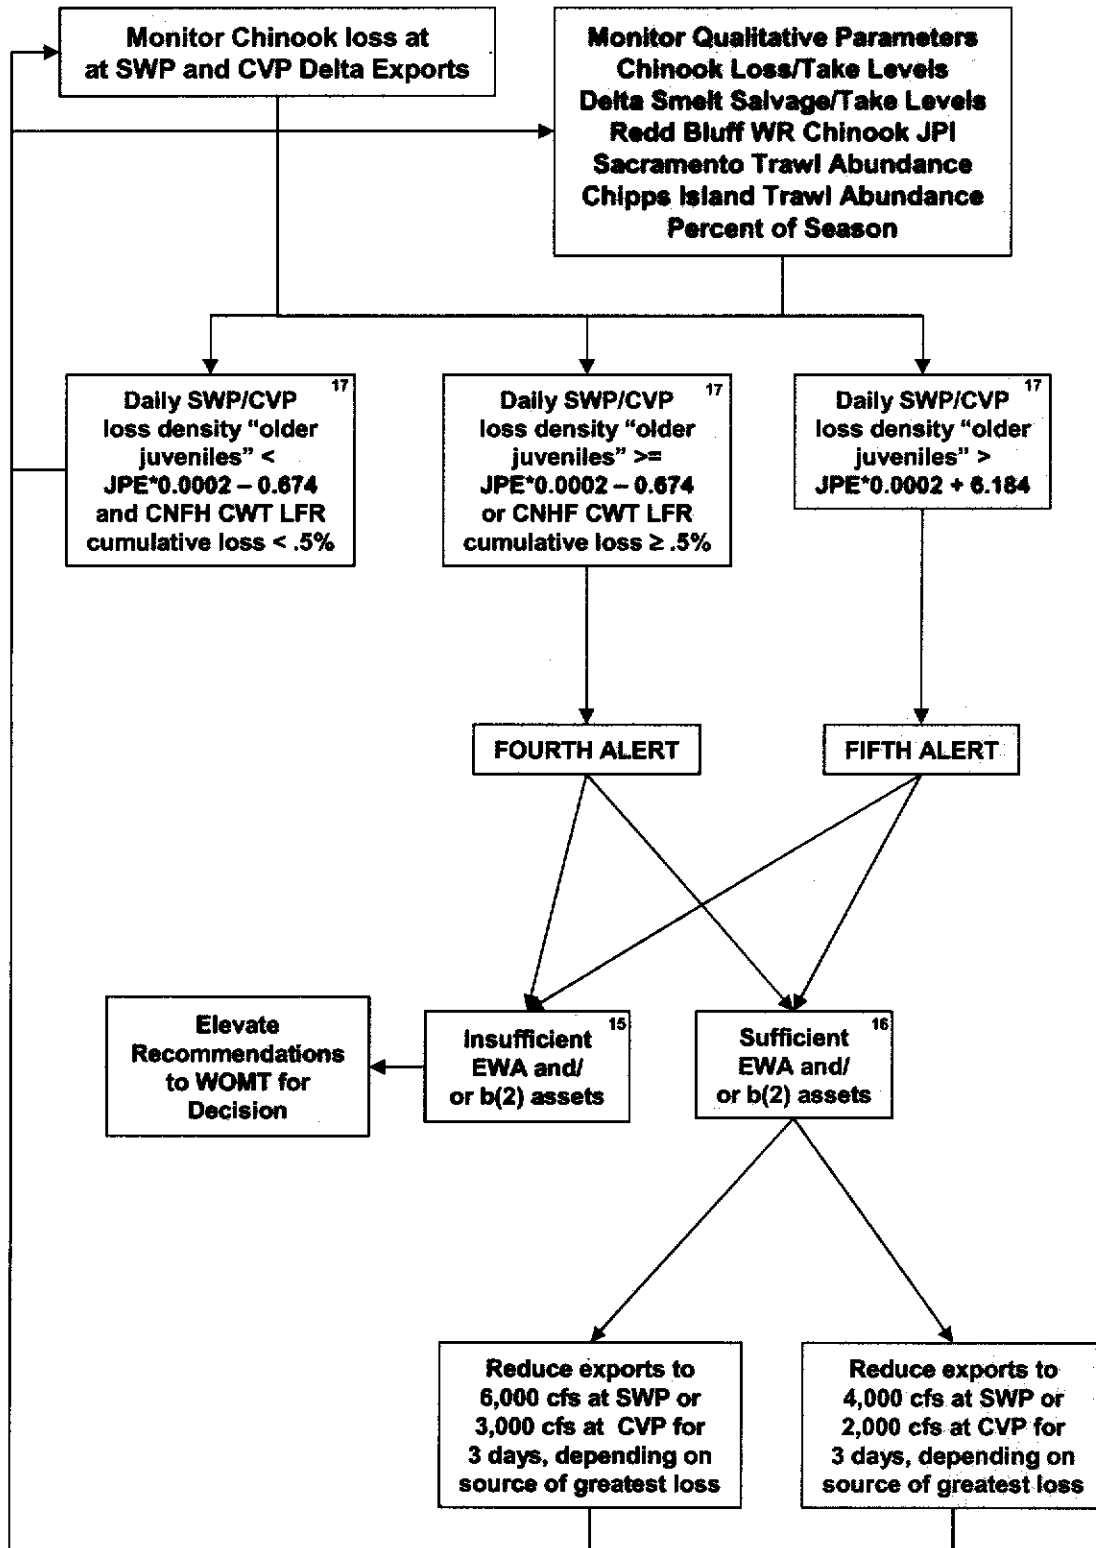 Monitor Chinook loss at
at SWP and CVP Delta Exports
Monitor Qualitative Parameters
Chinook Loss/Take Levels
Delta Smelt Salvage/Take Levels
Redd Bluff WR Chinook JPI
Sacramento Trawl Abundance
Chipps Island Trawl Abundance
Percent of Season
17
Daily SWP/CVP
loss density “older
juveniles” <
JPE*0.0002 – 0.674
and CNFH CWT LFR
cumulative loss < .5%
17
Daily SWP/CVP
loss density “older
juveniles” >=
JPE*0.0002 – 0.674
or CNHF CWT LFR
cumulative loss ≥ .5%
17
Daily SWP/CVP
loss density “older
juveniles” >
JPE*0.0002 + 6.184
FOURTH ALERT
FIFTH ALERT
Elevate
Recommendations
to WOMT for
Decision
15
Insufficient
EWA and/
or b(2) assets
16
Sufficient
EWA and/
or b(2) assets
Reduce exports to
6,000 cfs at SWP or
3,000 cfs at CVP for
3 days, depending on
source of greatest loss
Reduce exports to
4,000 cfs at SWP or
2,000 cfs at CVP for
3 days, depending on
source of greatest loss